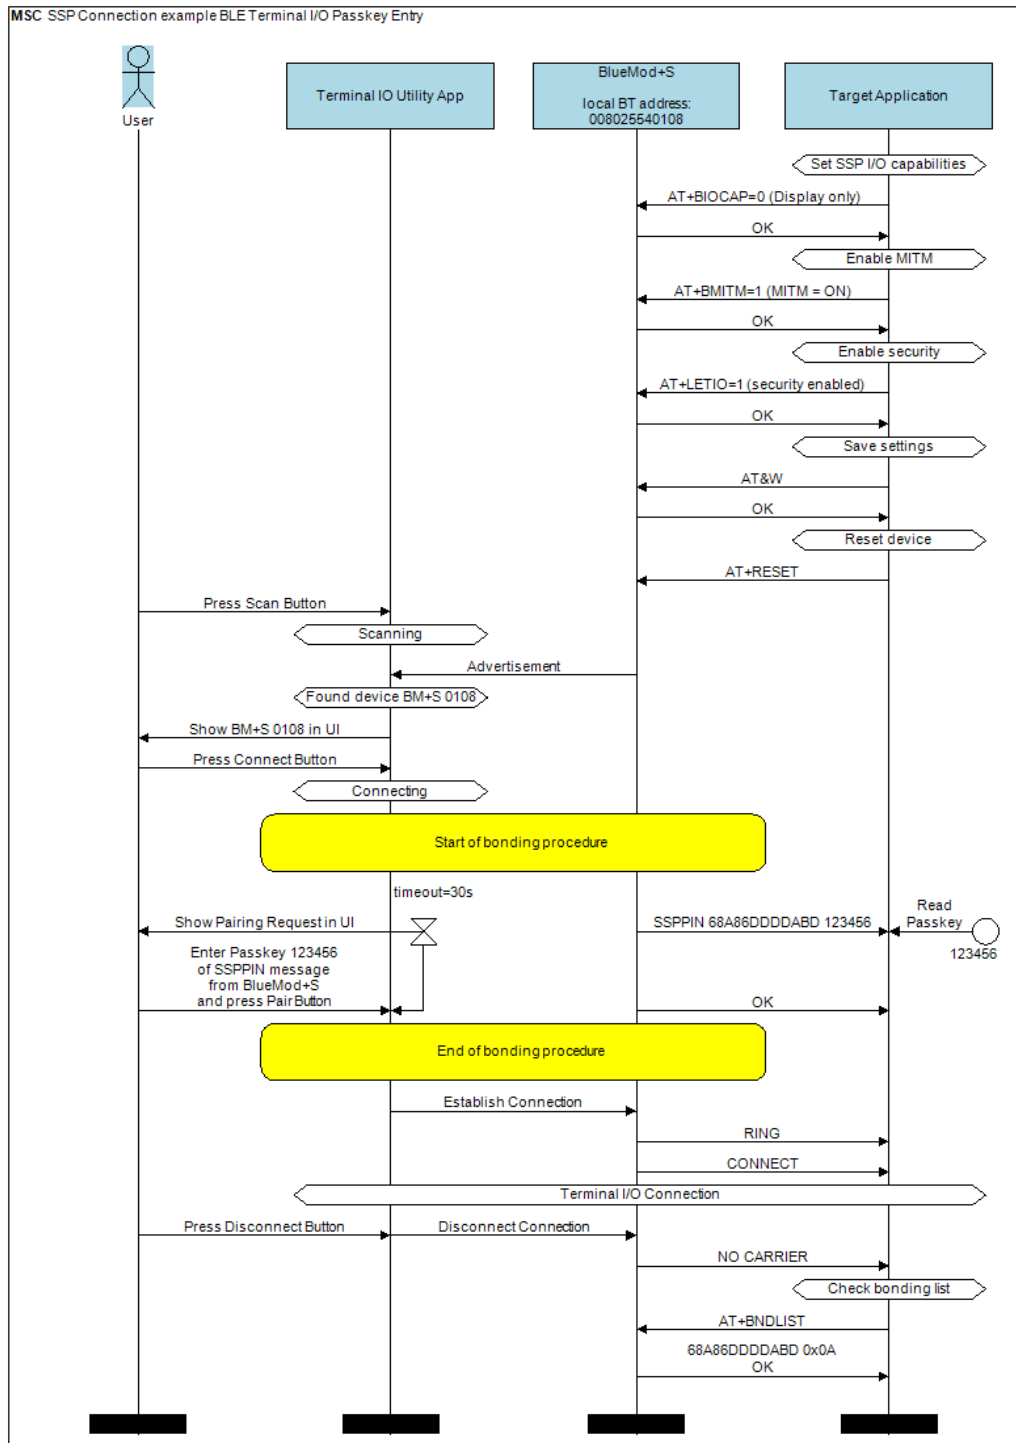 MSC SSP Connection example BLE Terminal I/O Passkey Entry
User
Terminal IO Utility App
BlueMod+S
local BT address:
008025540108
Target Application
Set SSP I/O capabilities
AT+BIOCAP=0 (Display only)
OK
Enable MITM
AT+BMITM=1 (MITM = ON)
OK
Enable security
AT+LETIO=1 (security enabled)
OK
Save settings
AT&W
OK
Reset device
AT+RESET
Press Scan Button
Scanning
Advertisement
Found device BM+S 0108
Show BM+S 0108 in UI
Press Connect Button
Connecting
Start of bonding procedure
timeout=30s
Show Pairing Request in UI
SSPPIN 68A86DDDDABD 123456
Read
Passkey
123456
Enter Passkey 123456
of SSPPIN message
from BlueMod+S
and press Pair Button
OK
End of bonding procedure
Establish Connection
RING
CONNECT
Terminal I/O Connection
Press Disconnect Button
Disconnect Connection
NO CARRIER
Check bonding list
AT+BNDLIST
68A86DDDDABD 0x0A
OK